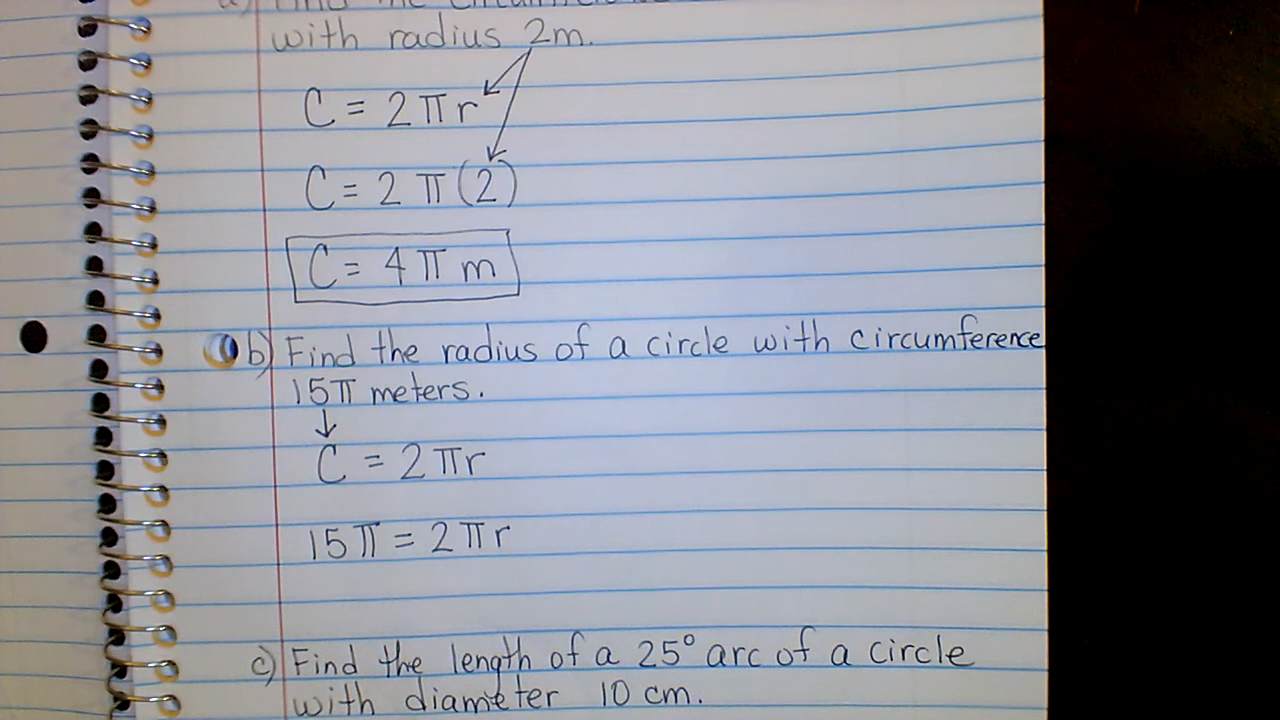 with radius 2m.
C = 2πr
C = 2π(2)
C = 4π m
b) Find the radius of a circle with circumference
15π meters.
C = 2πr
15π = 2πr
c) Find the length of a 25° arc of a circle
with diameter 10 cm.